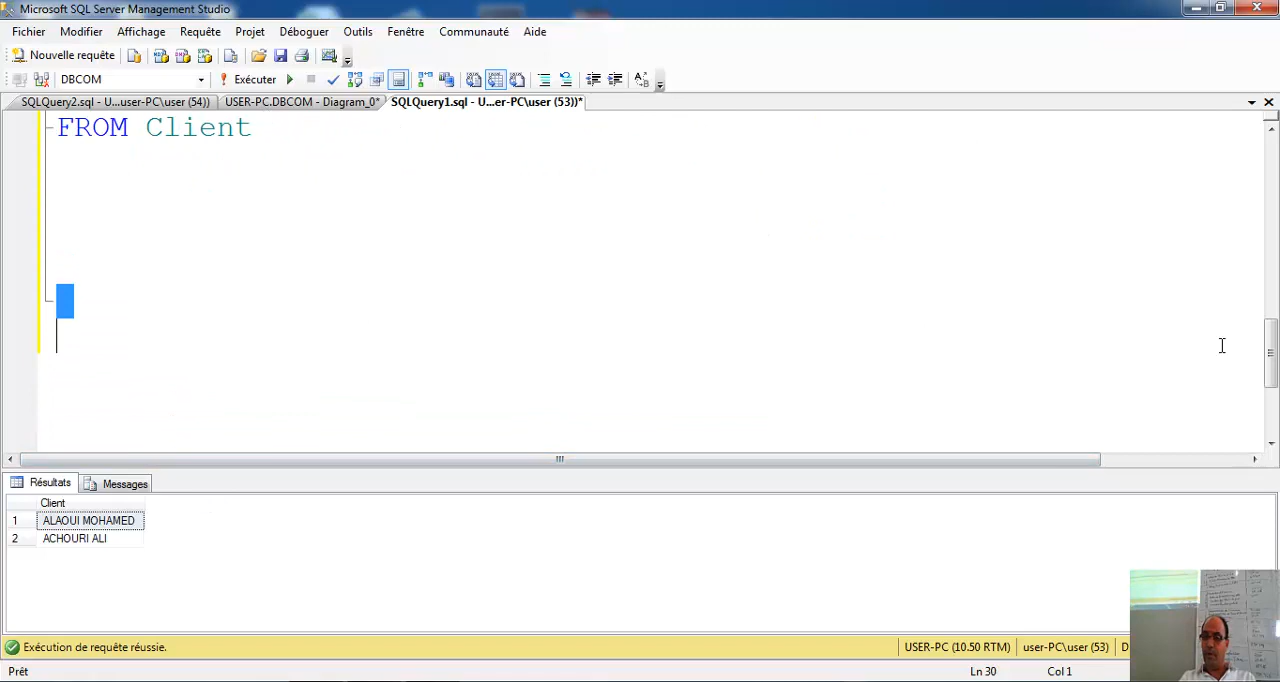 Microsoft SQL Server Management Studio
Fichier Modifier Affichage Requête Projet Déboguer Outils Fenêtre Communauté Aide
Nouvelle requête
DBCOM Exécuter
SQLQuery2.sql - U...user-PC\user (54)) USER-PC.DBCOM - Diagram_0* SQLQuery1.sql - U...er-PC\user (53))*
FROM Client
Résultats Messages
Client
1 ALAOUI MOHAMED
2 ACHOURI ALI
Exécution de requête réussie. USER-PC (10.50 RTM) user-PC\user (53) D
Prêt Ln 30 Col 1